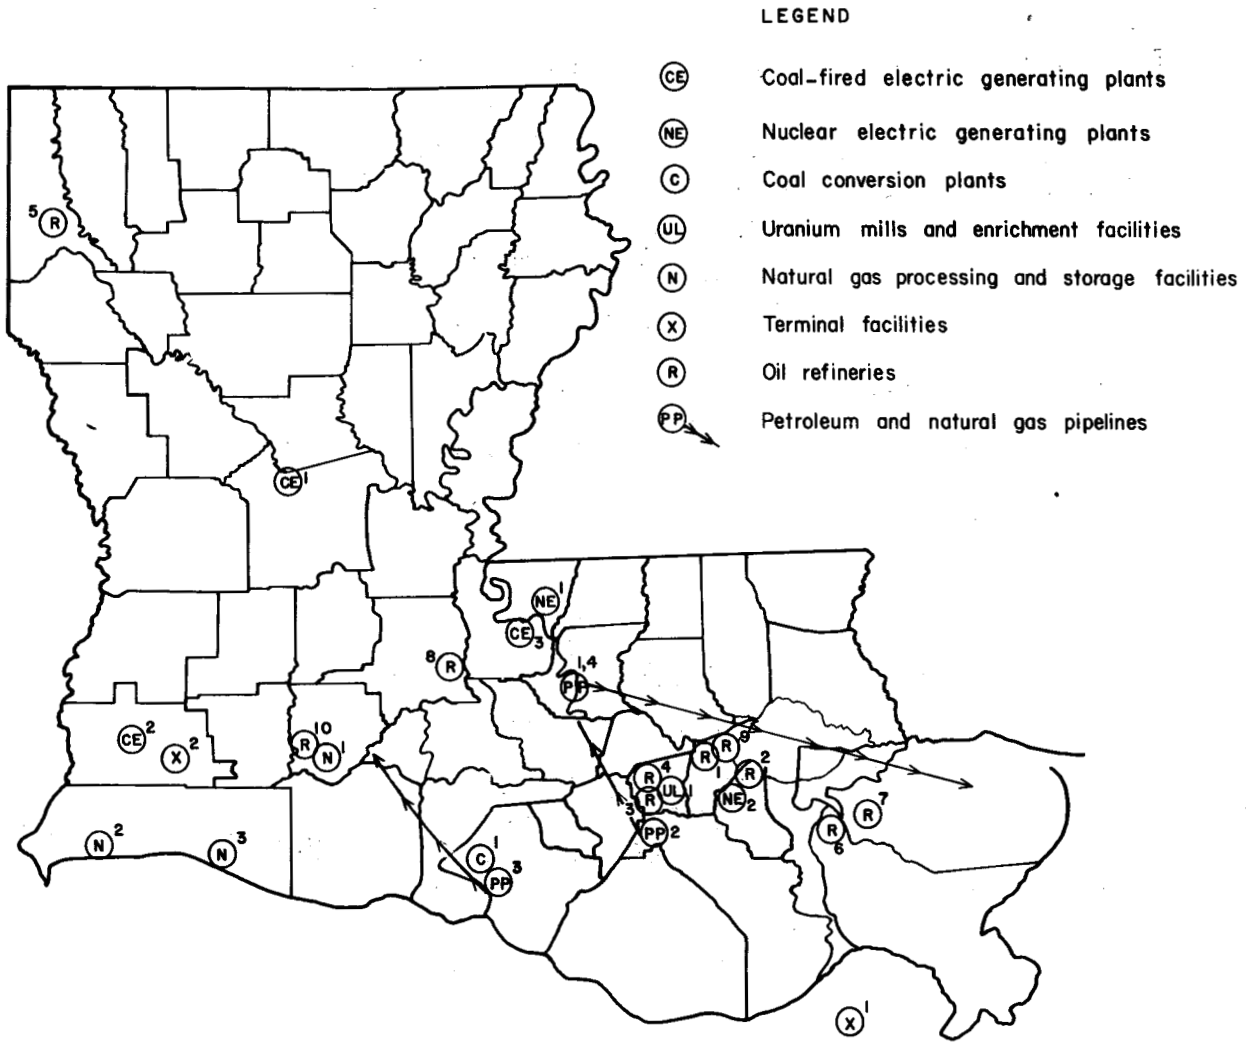 LEGEND
CE Coal-fired electric generating plants
NE Nuclear electric generating plants
C Coal conversion plants
UL Uranium mills and enrichment facilities
N Natural gas processing and storage facilities
X Terminal facilities
R Oil refineries
PP Petroleum and natural gas pipelines
5 R
CE 1
NE 1
CE 3
8 R
1,4
PP
CE 2
X 2
R 10
N 1
R 9
R 1
R 4
UL 1
R 3
R 2
NE 2
PP 2
R 7
R 6
N 2
N 3
C 1
PP 3
X 1